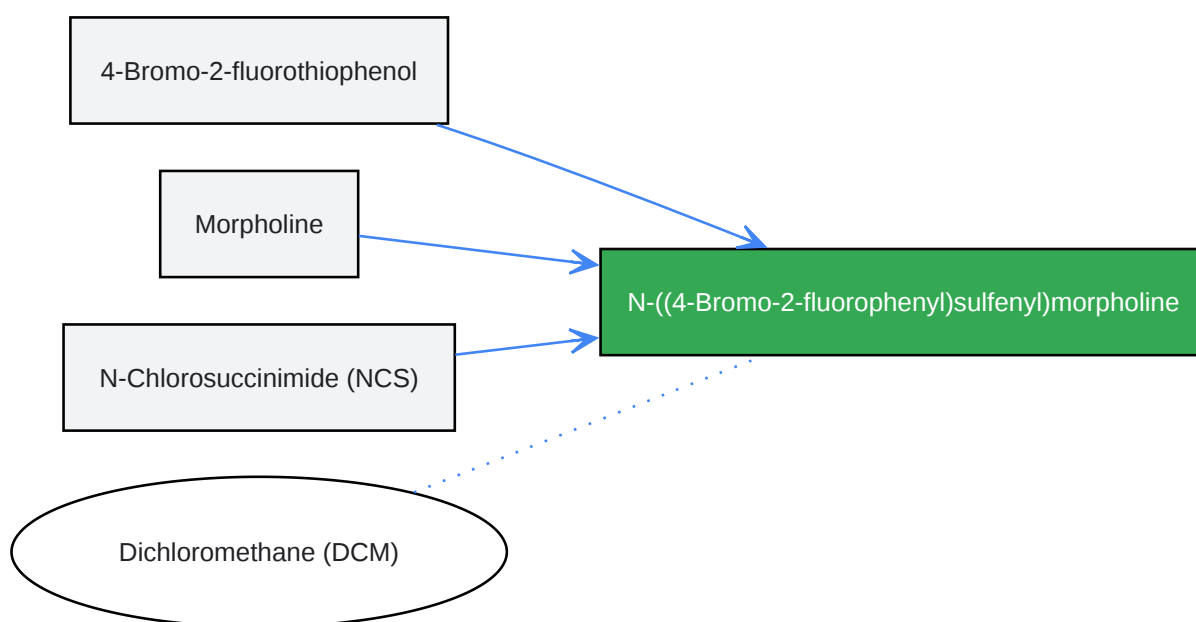 4-Bromo-2-fluorothiophenol
Morpholine
N-((4-Bromo-2-fluorophenyl)sulfenyl)morpholine
N-Chlorosuccinimide (NCS)
Dichloromethane (DCM)